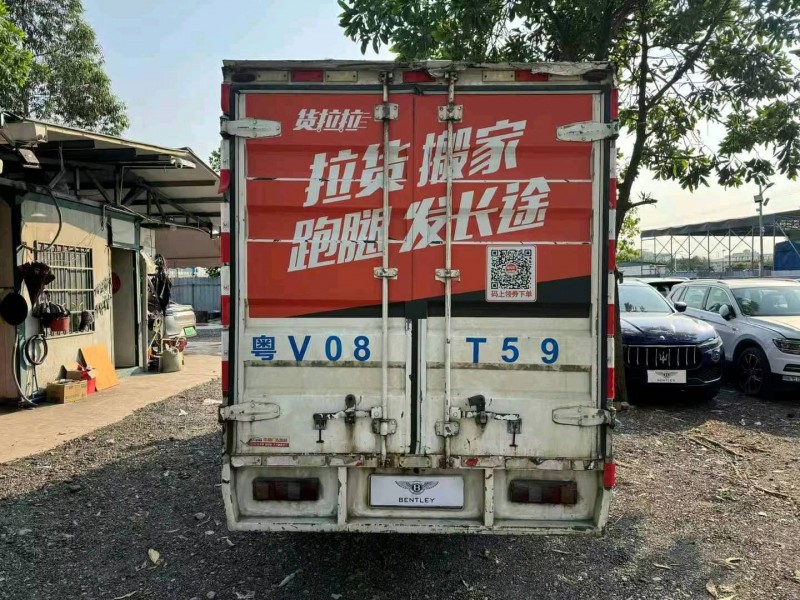 货拉拉
拉货 搬家
跑腿 发长途
码上领券下单
粤V08 T59
BENTLEY